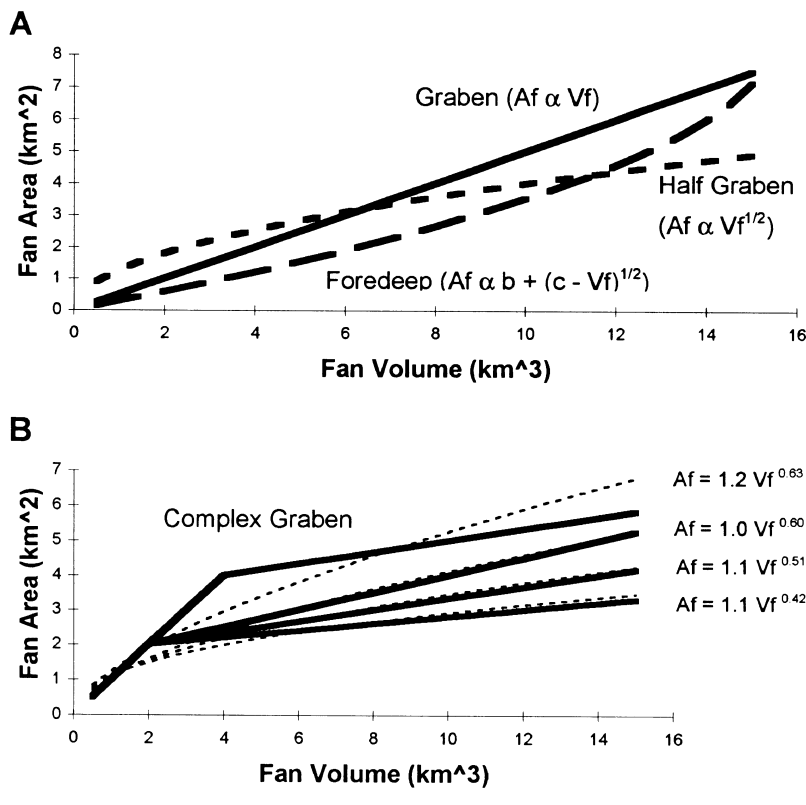 A
8
7
6
5
4
3
2
1
0
Fan Area (km^2)
Graben (Af α Vf)
Half Graben
(Af α Vf^1/2)
Foredeep (Af α b + (c - Vf)^1/2)
0 2 4 6 8 10 12 14 16
Fan Volume (km^3)
B
7
6
5
4
3
2
1
0
Fan Area (km^2)
Complex Graben
Af = 1.2 Vf^0.63
Af = 1.0 Vf^0.60
Af = 1.1 Vf^0.51
Af = 1.1 Vf^0.42
0 2 4 6 8 10 12 14 16
Fan Volume (km^3)